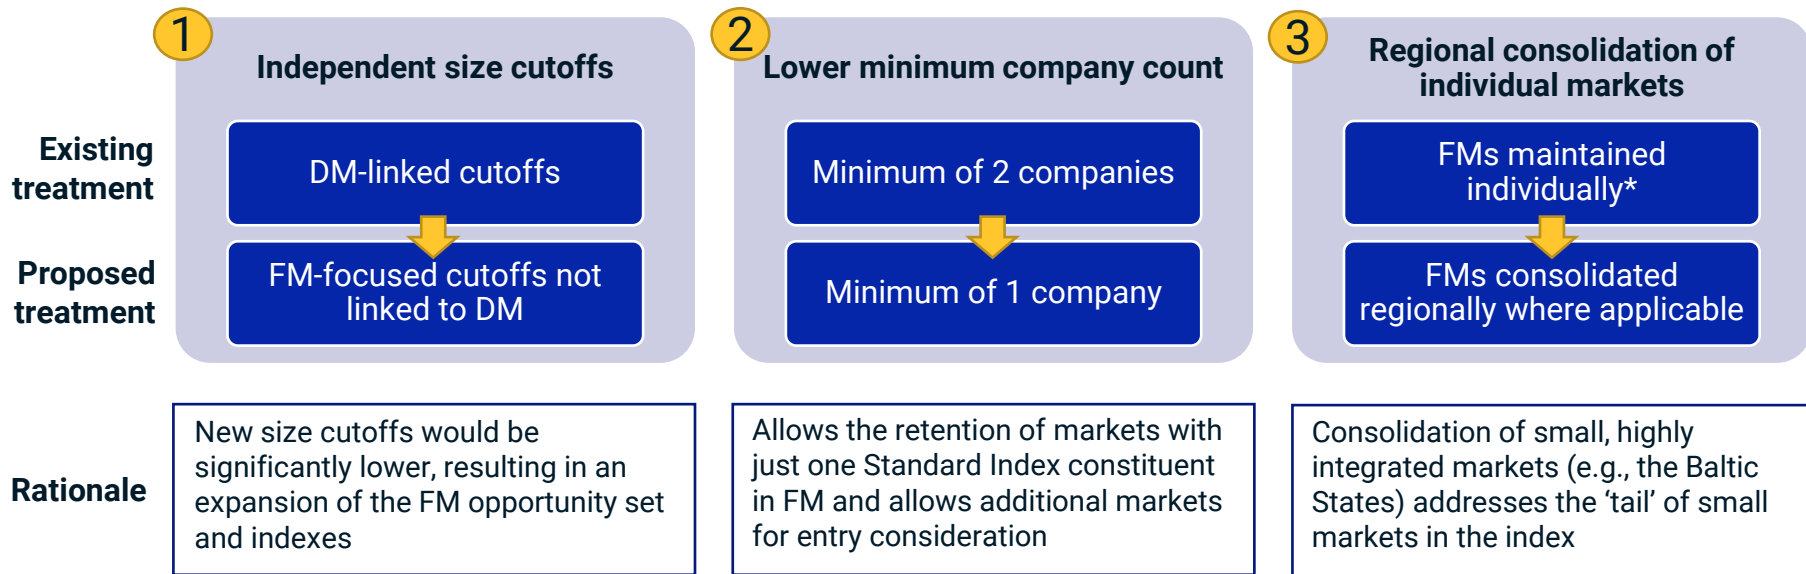 1
Independent size cutoffs
2
Lower minimum company count
3
Regional consolidation of
individual markets
Existing
treatment
DM-linked cutoffs
Minimum of 2 companies
FMs maintained
individually*
Proposed
treatment
FM-focused cutoffs not
linked to DM
Minimum of 1 company
FMs consolidated
regionally where applicable
Rationale
New size cutoffs would be
significantly lower, resulting in an
expansion of the FM opportunity set
and indexes
Allows the retention of markets with
just one Standard Index constituent
in FM and allows additional markets
for entry consideration
Consolidation of small, highly
integrated markets (e.g., the Baltic
States) addresses the ‘tail’ of small
markets in the index